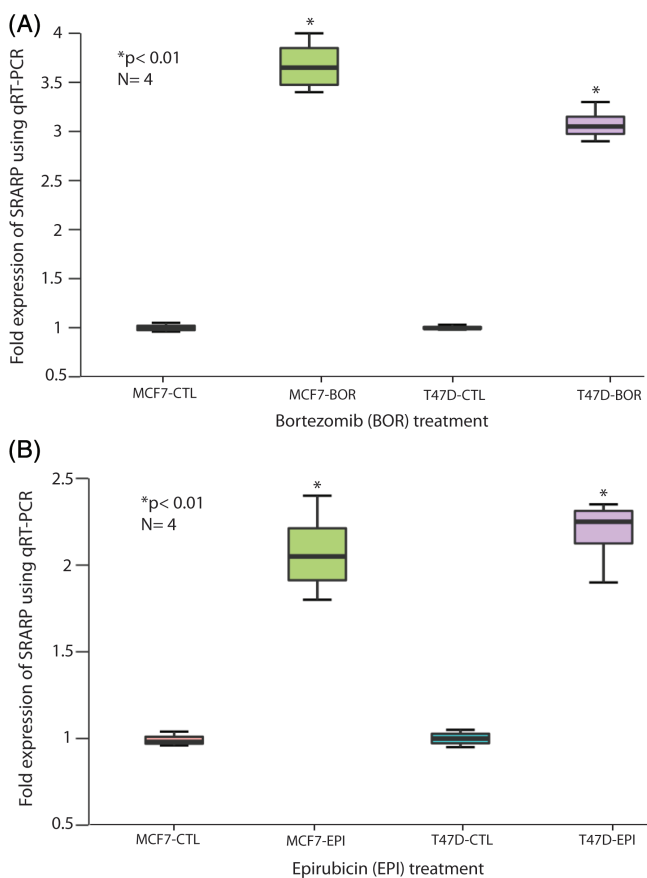 (A)
Fold expression of SRARP using qRT-PCR
4
3.5
3
2.5
2
1.5
1
0.5
*p< 0.01
N= 4
*
*
MCF7-CTL
MCF7-BOR
T47D-CTL
T47D-BOR
Bortezomib (BOR) treatment
(B)
Fold expression of SRARP using qRT-PCR
2.5
2
1.5
1
0.5
*p< 0.01
N= 4
*
*
MCF7-CTL
MCF7-EPI
T47D-CTL
T47D-EPI
Epirubicin (EPI) treatment